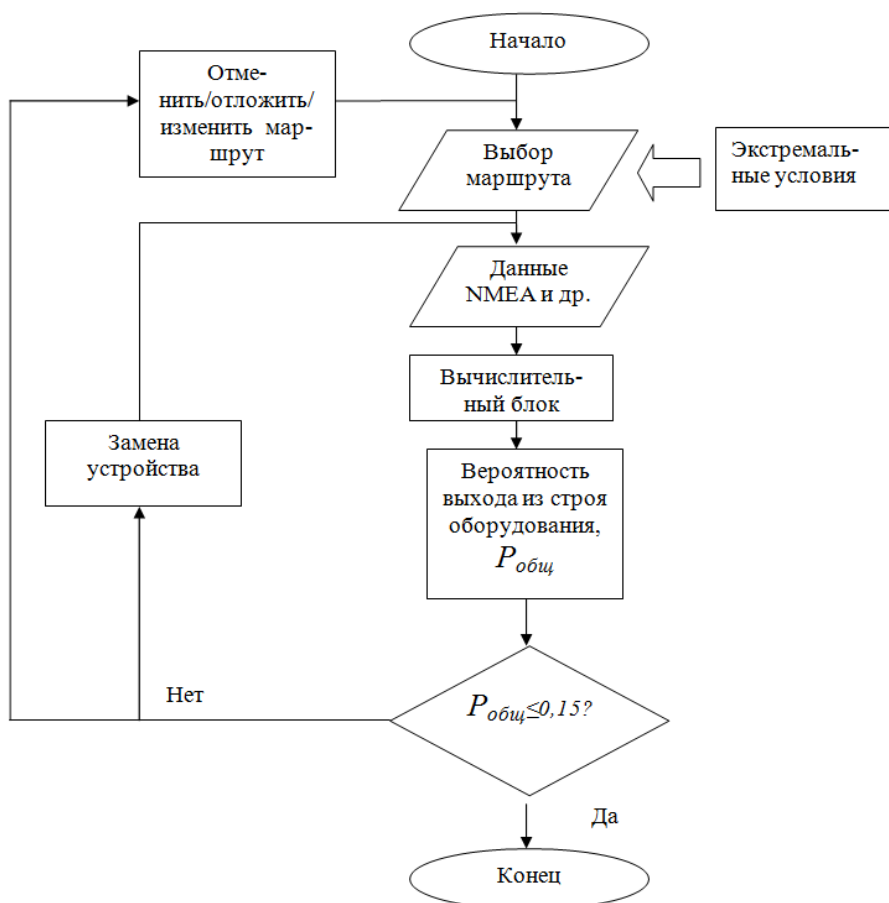 Начало
Отме-
нить/отложить/
изменить мар-
шрут
Выбор
маршрута
Экстремаль-
ные условия
Данные
NMEA и др.
Вычислитель-
ный блок
Замена
устройства
Вероятность
выхода из строя
оборудования,
Pобщ
Нет
Pобщ≤0,15?
Да
Конец